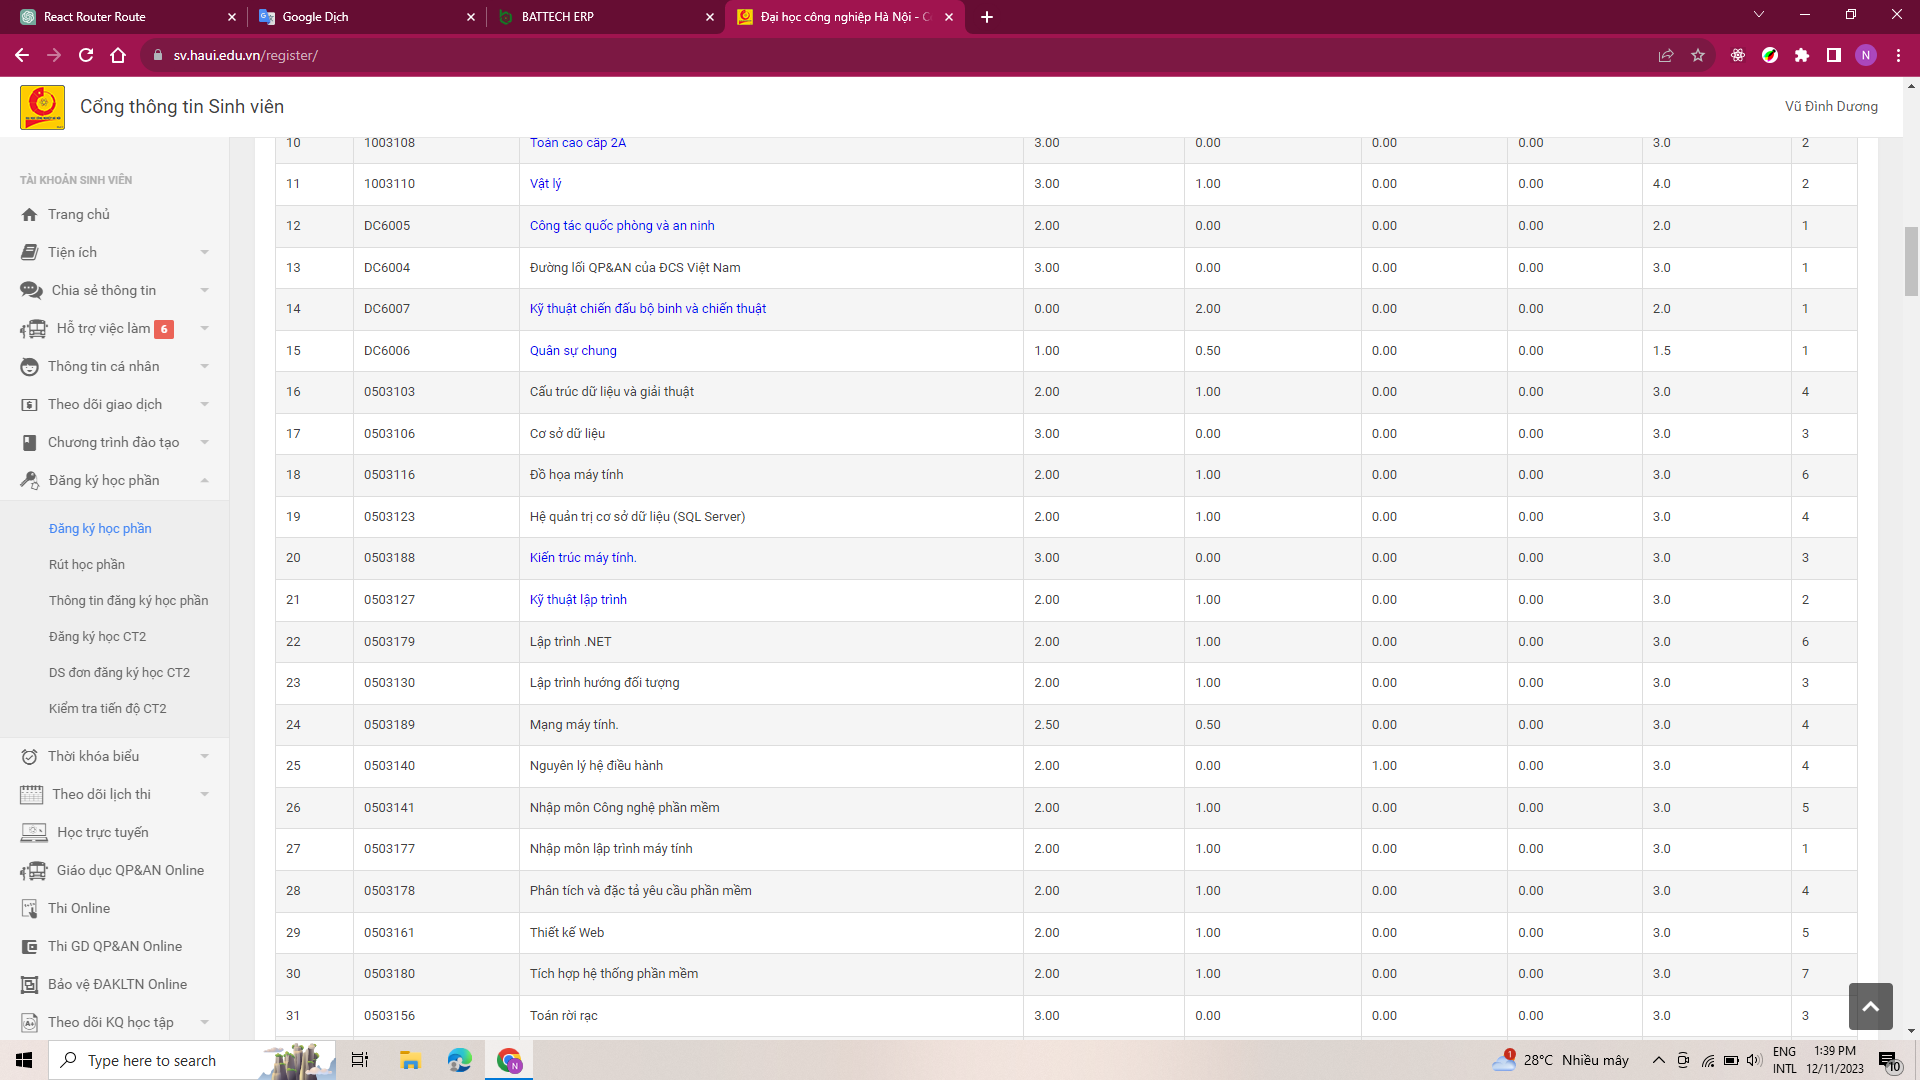 React Router Route
Google Dịch
BATTECH ERP
Đại học công nghiệp Hà Nội - C
sv.haui.edu.vn/register/
N
Cổng thông tin Sinh viên
Vũ Đình Dương
TÀI KHOẢN SINH VIÊN
Trang chủ
Tiện ích
Chia sẻ thông tin
Hỗ trợ việc làm 6
Thông tin cá nhân
Theo dõi giao dịch
Chương trình đào tạo
Đăng ký học phần
Đăng ký học phần
Rút học phần
Thông tin đăng ký học phần
Đăng ký học CT2
DS đơn đăng ký học CT2
Kiểm tra tiến độ CT2
Thời khóa biểu
Theo dõi lịch thi
Học trực tuyến
Giáo dục QP&AN Online
Thi Online
Thi GD QP&AN Online
Bảo vệ ĐAKLTN Online
Theo dõi KQ học tập
10 1003108 Toán cao cấp 2A 3.00 0.00 0.00 0.00 3.0 2
11 1003110 Vật lý 3.00 1.00 0.00 0.00 4.0 2
12 DC6005 Công tác quốc phòng và an ninh 2.00 0.00 0.00 0.00 2.0 1
13 DC6004 Đường lối QP&AN của ĐCS Việt Nam 3.00 0.00 0.00 0.00 3.0 1
14 DC6007 Kỹ thuật chiến đấu bộ binh và chiến thuật 0.00 2.00 0.00 0.00 2.0 1
15 DC6006 Quân sự chung 1.00 0.50 0.00 0.00 1.5 1
16 0503103 Cấu trúc dữ liệu và giải thuật 2.00 1.00 0.00 0.00 3.0 4
17 0503106 Cơ sở dữ liệu 3.00 0.00 0.00 0.00 3.0 3
18 0503116 Đồ họa máy tính 2.00 1.00 0.00 0.00 3.0 6
19 0503123 Hệ quản trị cơ sở dữ liệu (SQL Server) 2.00 1.00 0.00 0.00 3.0 4
20 0503188 Kiến trúc máy tính. 3.00 0.00 0.00 0.00 3.0 3
21 0503127 Kỹ thuật lập trình 2.00 1.00 0.00 0.00 3.0 2
22 0503179 Lập trình .NET 2.00 1.00 0.00 0.00 3.0 6
23 0503130 Lập trình hướng đối tượng 2.00 1.00 0.00 0.00 3.0 3
24 0503189 Mạng máy tính. 2.50 0.50 0.00 0.00 3.0 4
25 0503140 Nguyên lý hệ điều hành 2.00 0.00 1.00 0.00 3.0 4
26 0503141 Nhập môn Công nghệ phần mềm 2.00 1.00 0.00 0.00 3.0 5
27 0503177 Nhập môn lập trình máy tính 2.00 1.00 0.00 0.00 3.0 1
28 0503178 Phân tích và đặc tả yêu cầu phần mềm 2.00 1.00 0.00 0.00 3.0 4
29 0503161 Thiết kế Web 2.00 1.00 0.00 0.00 3.0 5
30 0503180 Tích hợp hệ thống phần mềm 2.00 1.00 0.00 0.00 3.0 7
31 0503156 Toán rời rạc 3.00 0.00 0.00 0.00 3.0 3
Type here to search
N
1
28°C Nhiều mây
ENG
INTL
1:39 PM
12/11/2023
10